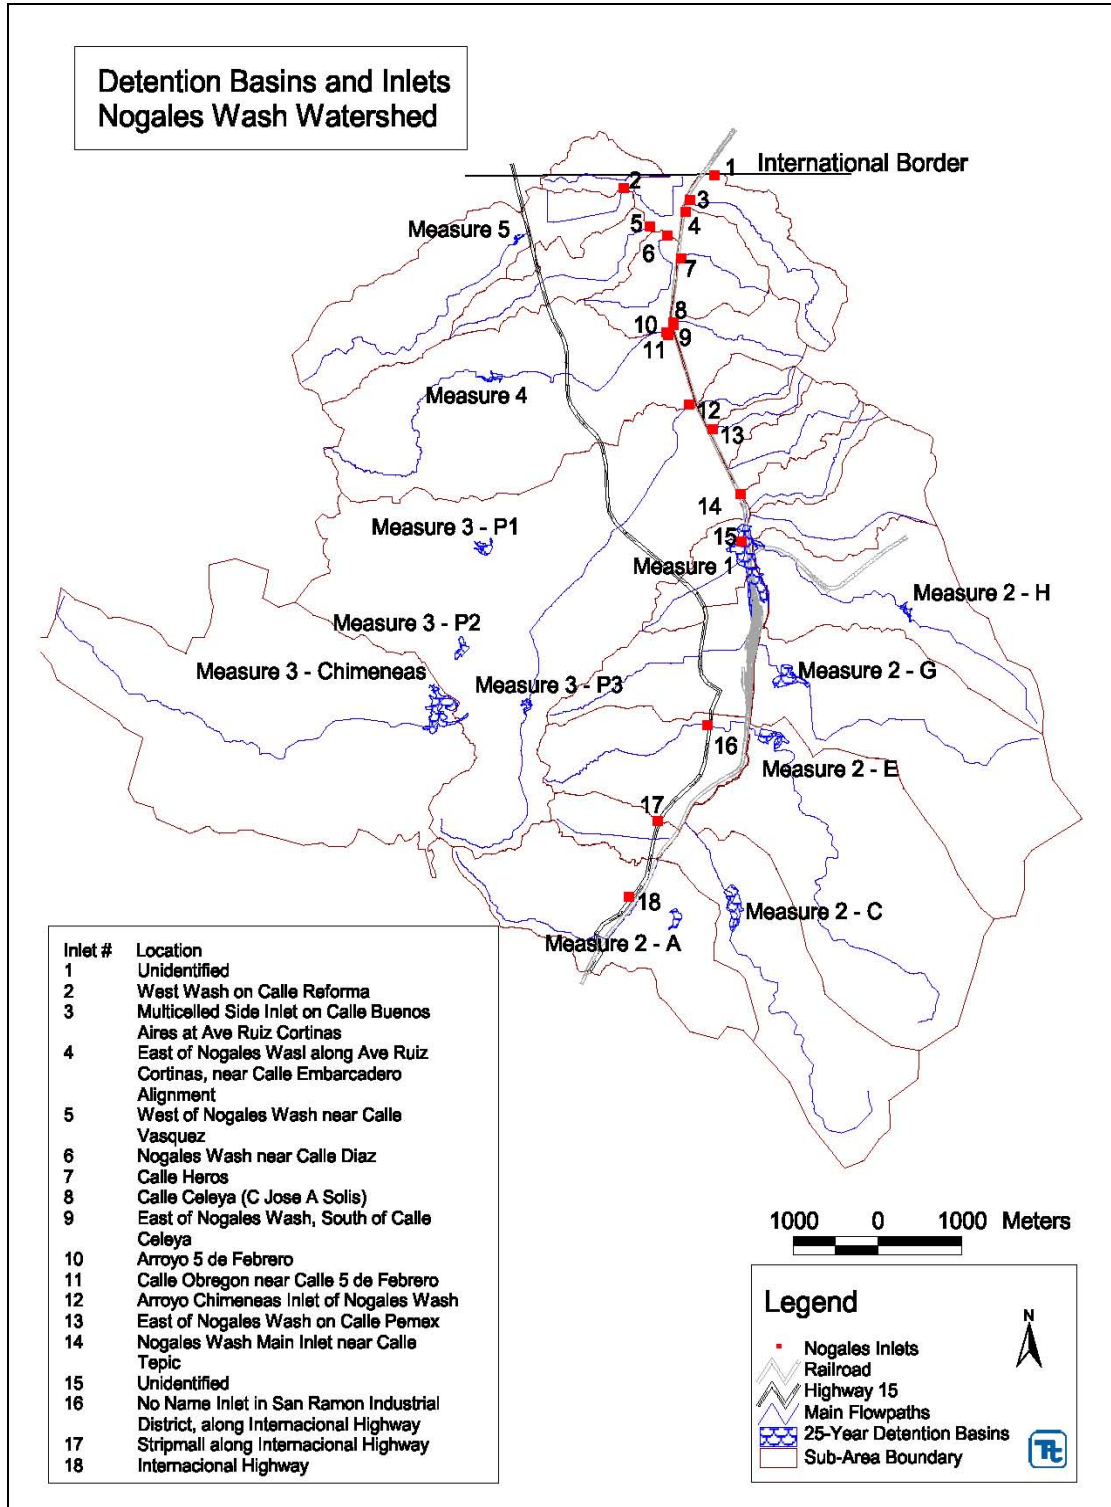 Detention Basins and Inlets
Nogales Wash Watershed
International Border
1
2
3
4
5
6
7
Measure 5
8
9
10
11
Measure 4
12
13
14
15
Measure 1
Measure 3 - P1
Measure 2 - H
Measure 3 - P2
Measure 3 - Chimeneas
Measure 3 - P3
Measure 2 - G
16
Measure 2 - E
17
18
Measure 2 - C
Measure 2 - A
Inlet # Location
1 Unidentified
2 West Wash on Calle Reforma
3 Multicelled Side Inlet on Calle Buenos
Aires at Ave Ruiz Cortinas
4 East of Nogales Wasl along Ave Ruiz
Cortinas, near Calle Embarcadero
Alignment
5 West of Nogales Wash near Calle
Vasquez
6 Nogales Wash near Calle Diaz
7 Calle Heros
8 Calle Celeya (C Jose A Solis)
9 East of Nogales Wash, South of Calle
Celeya
10 Arroyo 5 de Febrero
11 Calle Obregon near Calle 5 de Febrero
12 Arroyo Chimeneas Inlet of Nogales Wash
13 East of Nogales Wash on Calle Pemex
14 Nogales Wash Main Inlet near Calle
Tepic
15 Unidentified
16 No Name Inlet in San Ramon Industrial
District, along Internacional Highway
17 Stripmall along Internacional Highway
18 Internacional Highway
1000 0 1000 Meters
Legend
N
Nogales Inlets
Railroad
Highway 15
Main Flowpaths
25-Year Detention Basins
Sub-Area Boundary